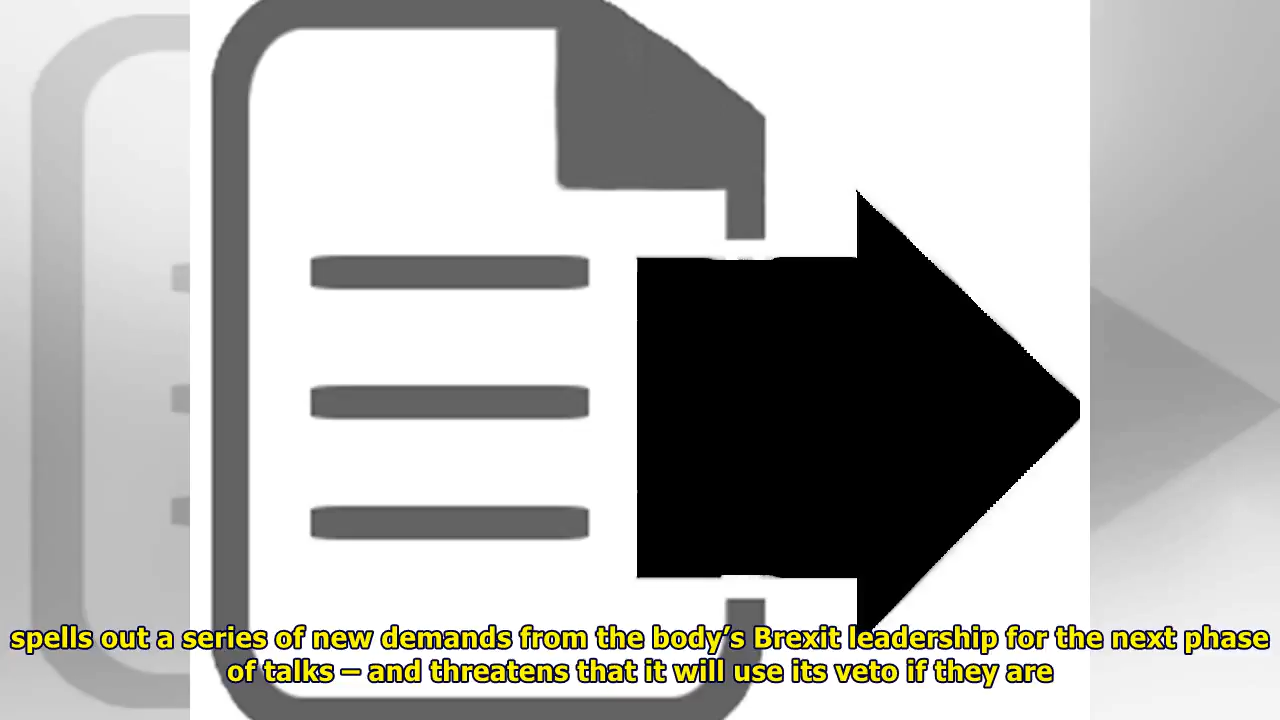 spells out a series of new demands from the body’s Brexit leadership for the next phase
of talks – and threatens that it will use its veto if they are